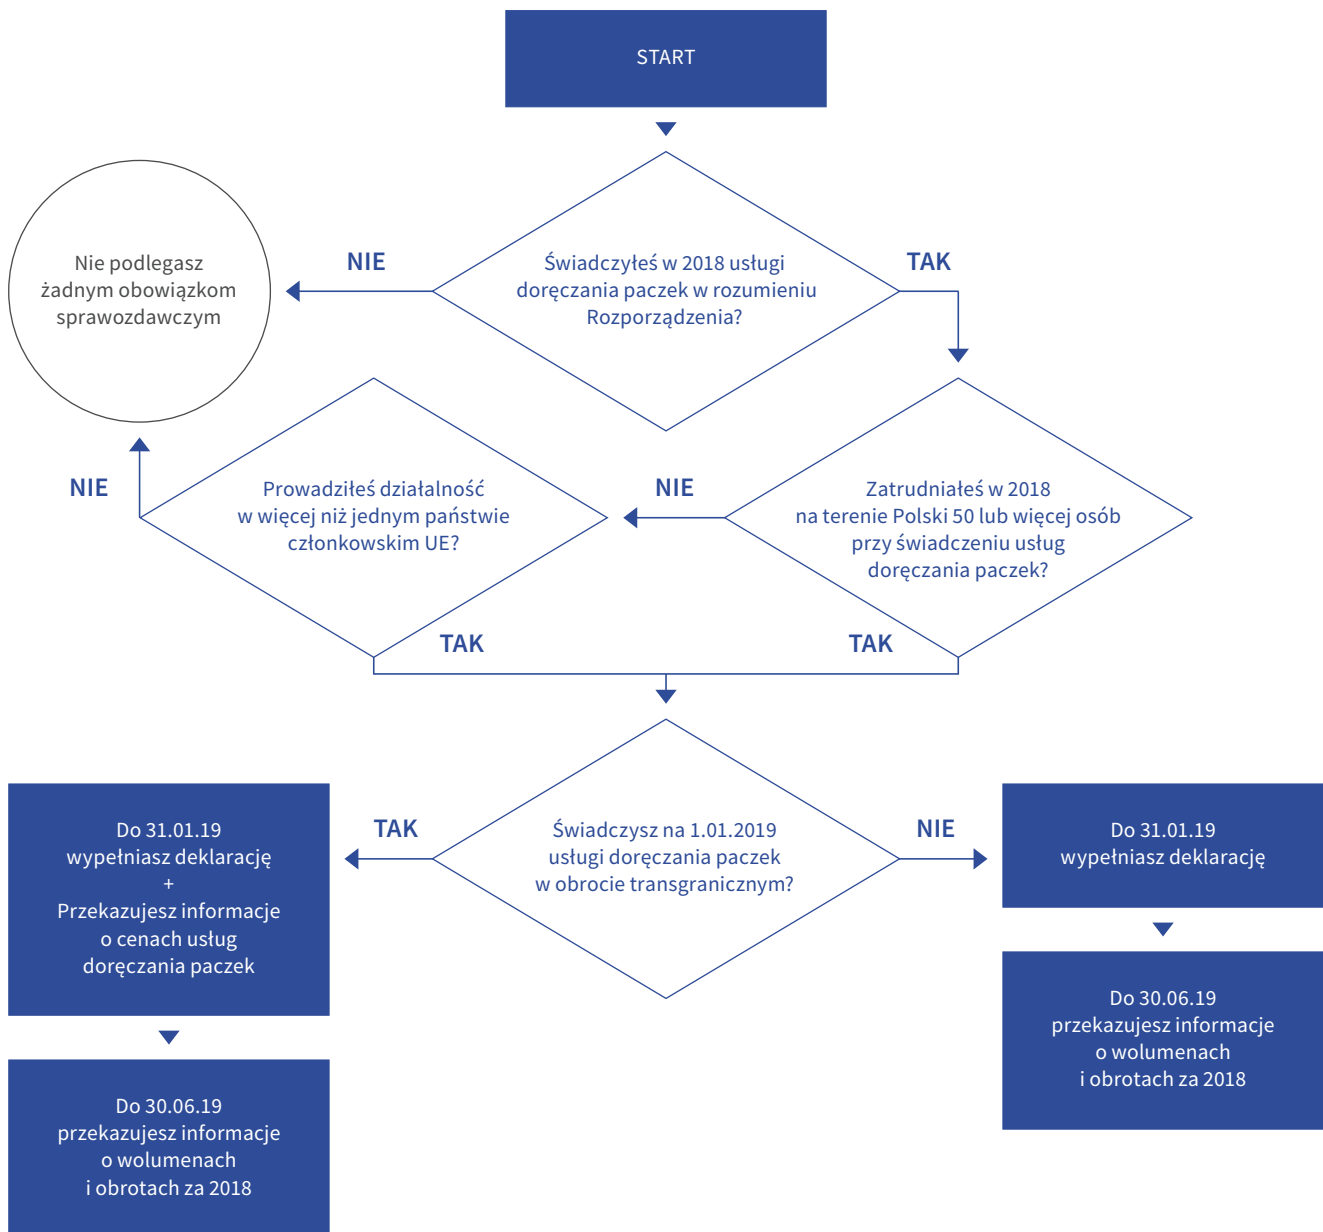 START
NIE
TAK
Świadczyłeś w 2018 usługi
doręczania paczek w rozumieniu
Rozporządzenia?
Nie podlegasz
żadnym obowiązkom
sprawozdawczym
NIE
Prowadziłeś działalność
w więcej niż jednym państwie
członkowskim UE?
NIE
Zatrudniałeś w 2018
na terenie Polski 50 lub więcej osób
przy świadczeniu usług
doręczania paczek?
TAK
TAK
Do 31.01.19
wypełniasz deklarację
+
Przekazujesz informacje
o cenach usług
doręczania paczek
TAK
Świadczysz na 1.01.2019
usługi doręczania paczek
w obrocie transgranicznym?
NIE
Do 31.01.19
wypełniasz deklarację
Do 30.06.19
przekazujesz informacje
o wolumenach
i obrotach za 2018
Do 30.06.19
przekazujesz informacje
o wolumenach
i obrotach za 2018